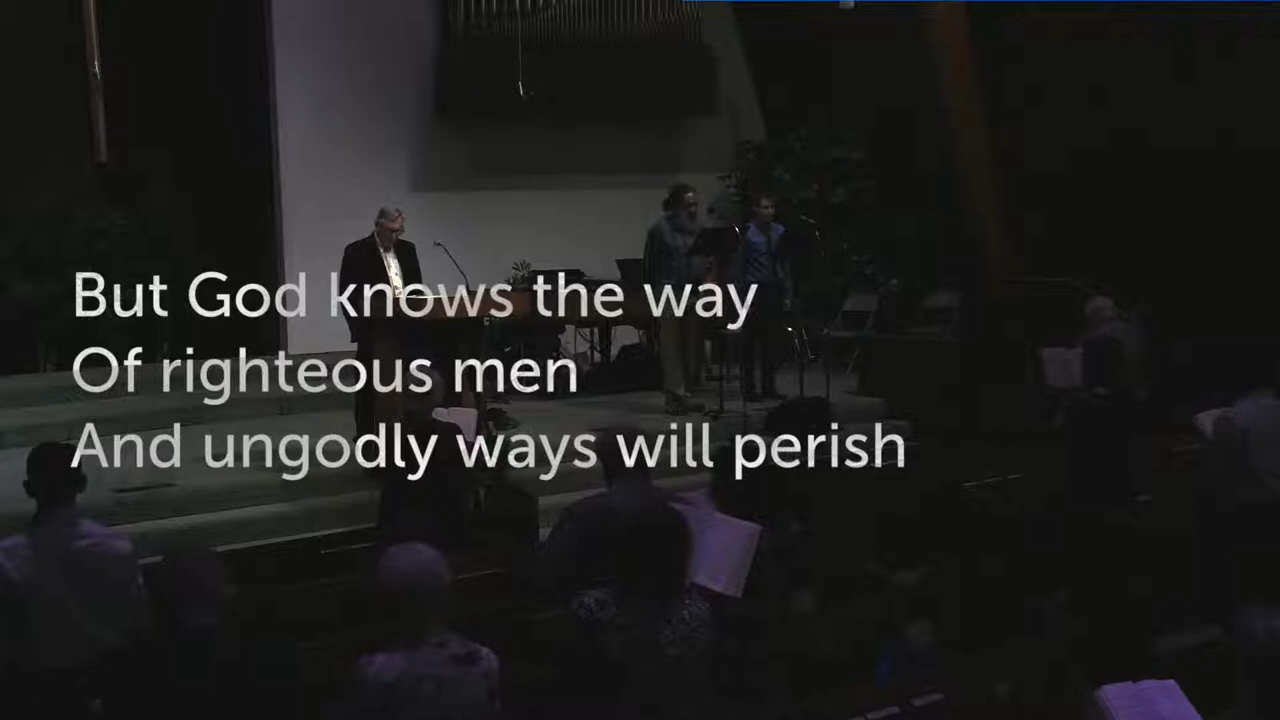 But God knows the way
Of righteous men
And ungodly ways will perish